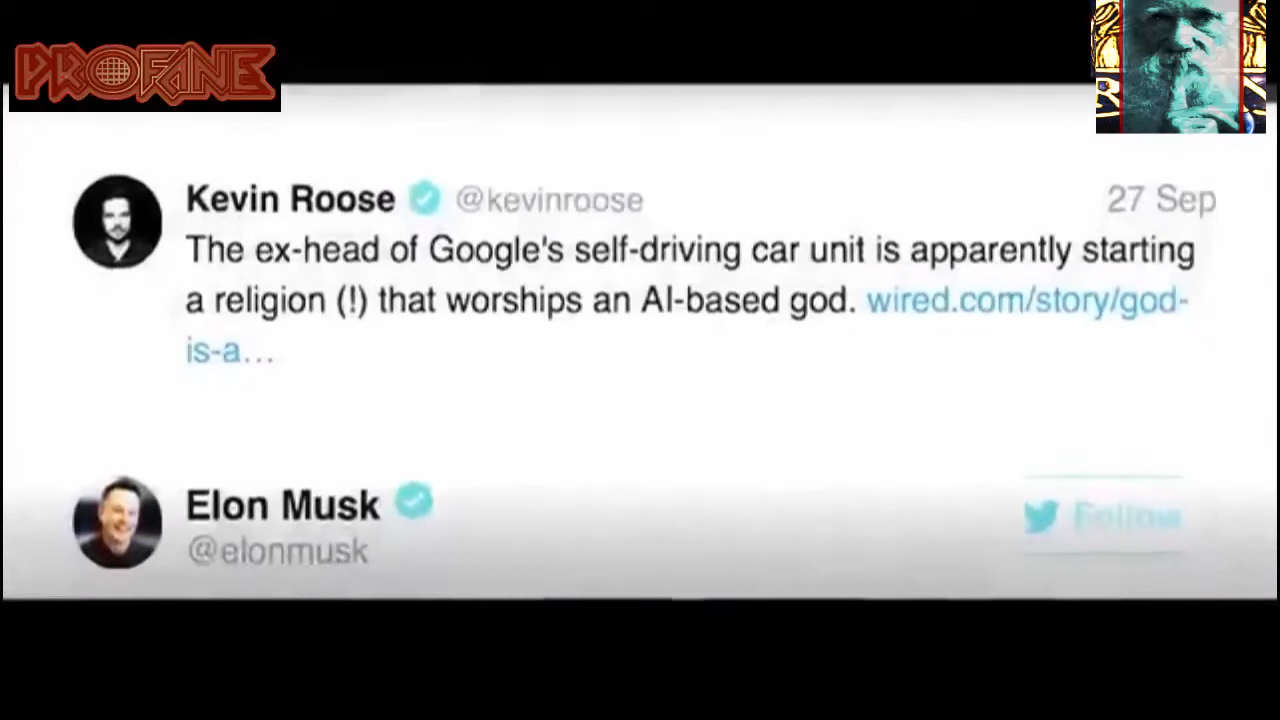 PROFANE
Kevin Roose @kevinroose 27 Sep
The ex-head of Google's self-driving car unit is apparently starting
a religion (!) that worships an AI-based god. wired.com/story/god-
is-a...
Elon Musk
@elonmusk
Follow